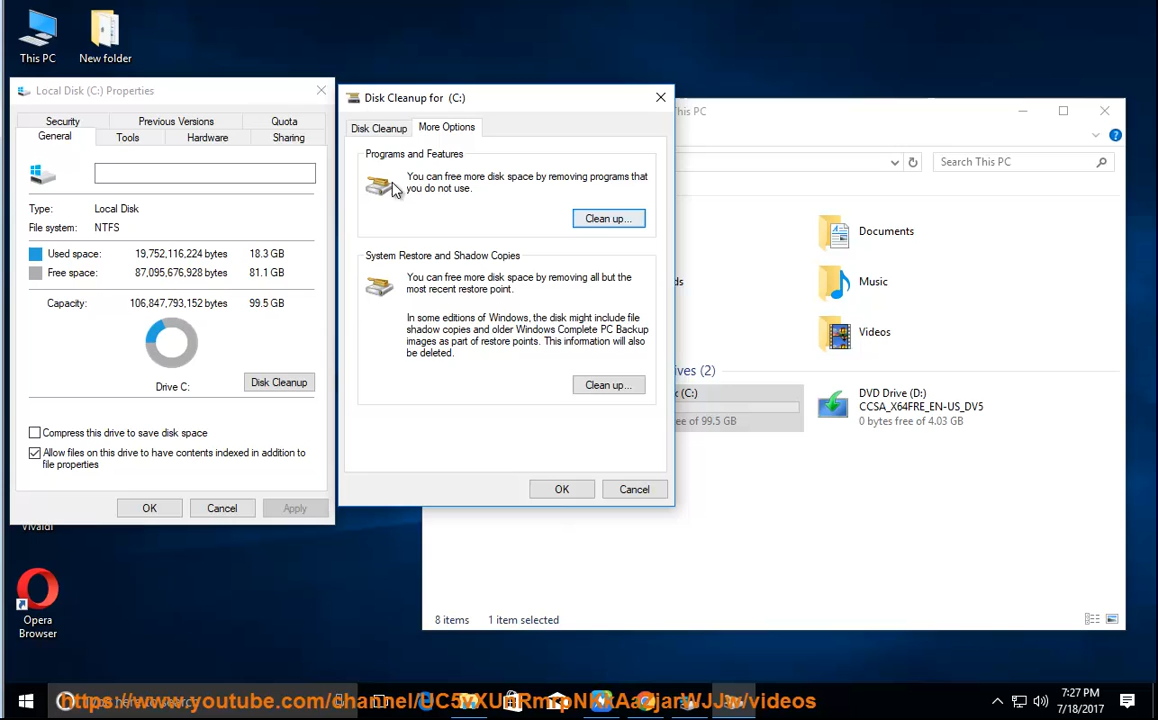 This PC
New folder
Local Disk (C:) Properties
Security
Previous Versions
Quota
General
Tools
Hardware
Sharing
Type:
Local Disk
File system:
NTFS
Used space:
19,752,116,224 bytes
18.3 GB
Free space:
87,095,676,928 bytes
81.1 GB
Capacity:
106,847,793,152 bytes
99.5 GB
Drive C:
Disk Cleanup
Compress this drive to save disk space
Allow files on this drive to have contents indexed in addition to
file properties
OK
Cancel
Apply
Disk Cleanup for (C:)
Disk Cleanup
More Options
Programs and Features
You can free more disk space by removing programs that
you do not use.
Clean up...
System Restore and Shadow Copies
You can free more disk space by removing all but the
most recent restore point.
In some editions of Windows, the disk might include file
shadow copies and older Windows Complete PC Backup
images as part of restore points. This information will also
be deleted.
Clean up...
OK
Cancel
This PC
Search This PC
Documents
Music
Videos
(2)
(C:)
free of 99.5 GB
DVD Drive (D:)
CCSA_X64FRE_EN-US_DV5
0 bytes free of 4.03 GB
8 items
1 item selected
Vivaldi
Opera
Browser
7:27 PM
7/18/2017